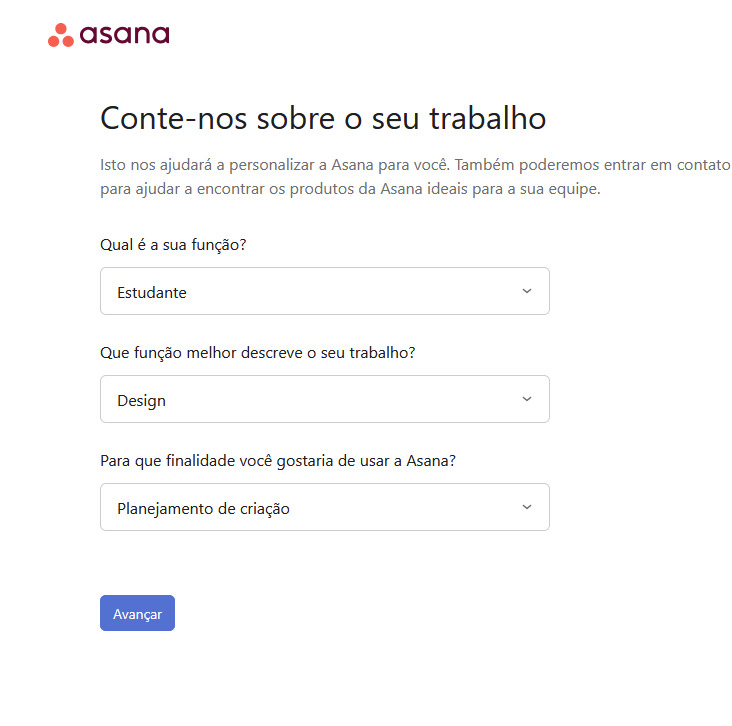 asana
Conte-nos sobre o seu trabalho
Isto nos ajudará a personalizar a Asana para você. Também poderemos entrar em contato
para ajudar a encontrar os produtos da Asana ideais para a sua equipe.
Qual é a sua função?
Estudante
Que função melhor descreve o seu trabalho?
Design
Para que finalidade você gostaria de usar a Asana?
Planejamento de criação
Avançar